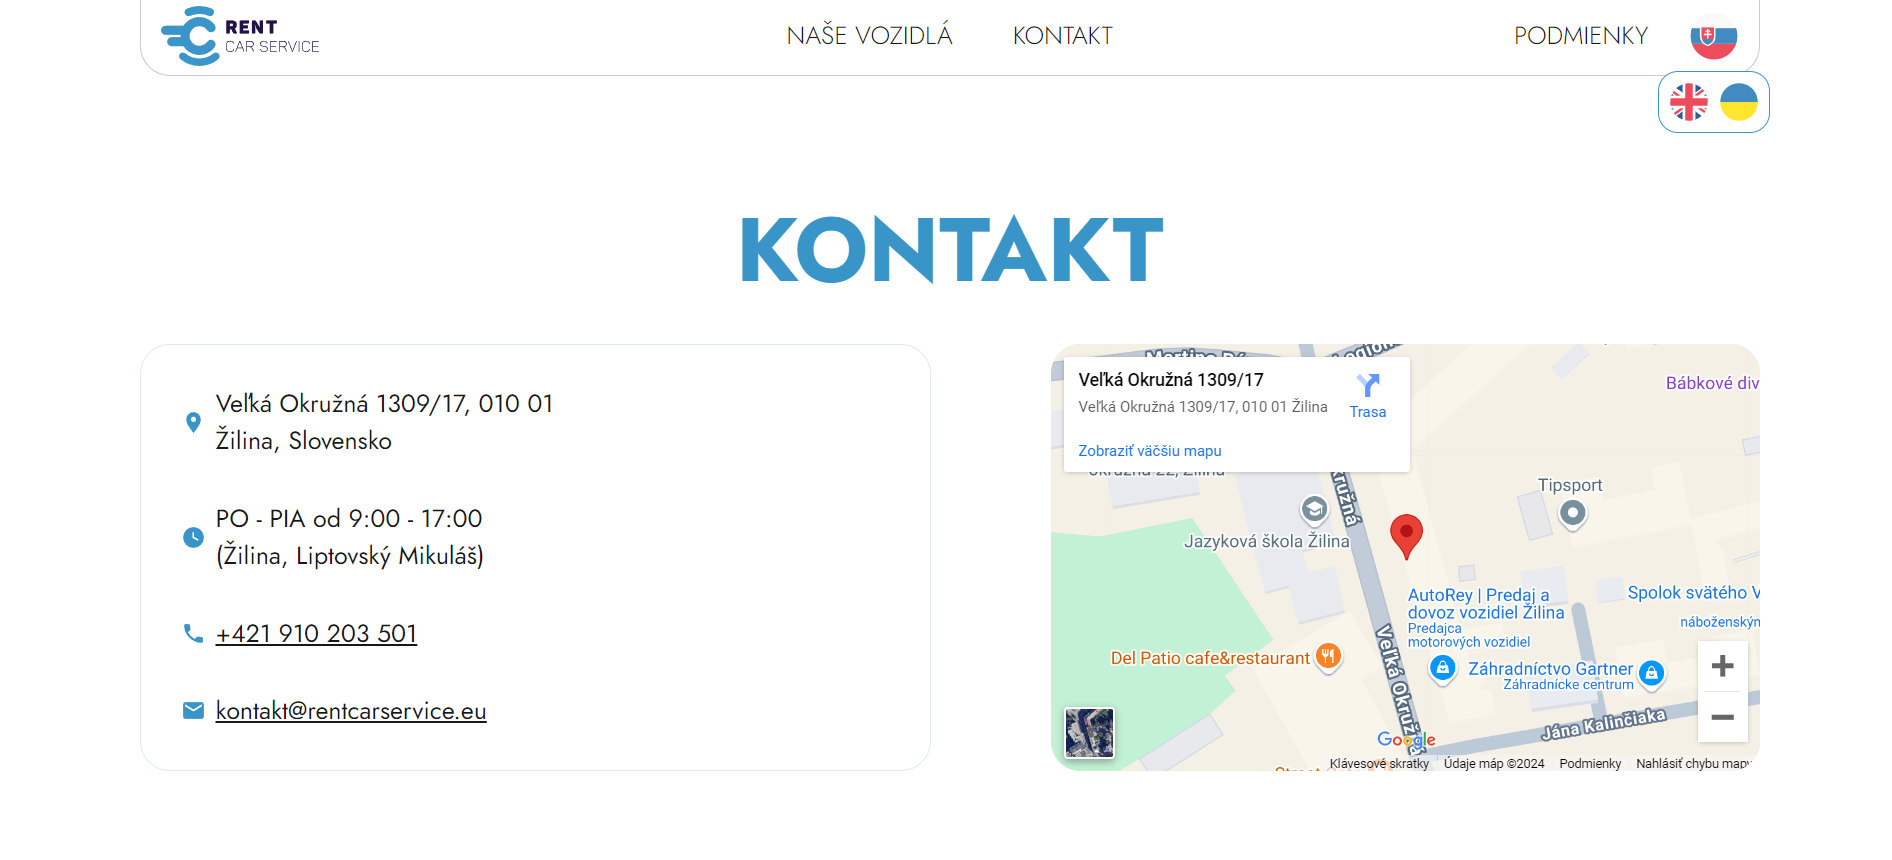 RENT
CAR SERVICE
NAŠE VOZIDLÁ
KONTAKT
PODMIENKY
KONTAKT
Veľká Okružná 1309/17, 010 01
Žilina, Slovensko
PO - PIA od 9:00 - 17:00
(Žilina, Liptovský Mikuláš)
+421 910 203 501
kontakt@rentcarservice.eu
Veľká Okružná 1309/17
Veľká Okružná 1309/17, 010 01 Žilina
Trasa
Zobraziť väčšiu mapu
Bábkové div
Tipsport
Jazyková škola Žilina
AutoRey | Predaj a
dovoz vozidiel Žilina
Predajca
motorových vozidiel
Spolok svätého V
náboženským
Del Patio cafe&restaurant
Záhradníctvo Gartner
Záhradnícke centrum
Veľká Okružná
Jána Kalinčiaka
Google
Klávesové skratky
Údaje máp ©2024
Podmienky
Nahlásiť chybu mapy